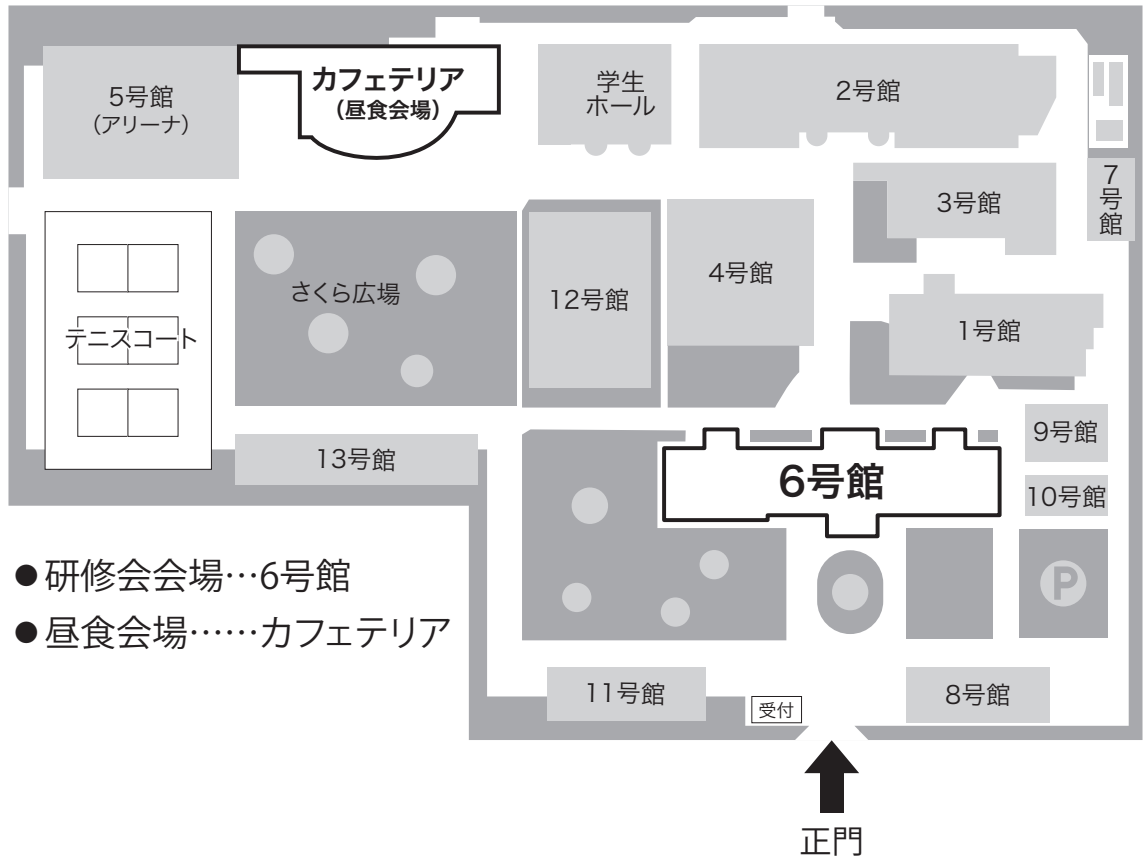 5号館
（アリーナ）
カフェテリア
（昼食会場）
学生
ホール
2号館
7号館
3号館
さくら広場
12号館
4号館
1号館
テニスコート
13号館
6号館
9号館
10号館
P
●研修会会場…6号館
●昼食会場……カフェテリア
11号館
受付
8号館
正門